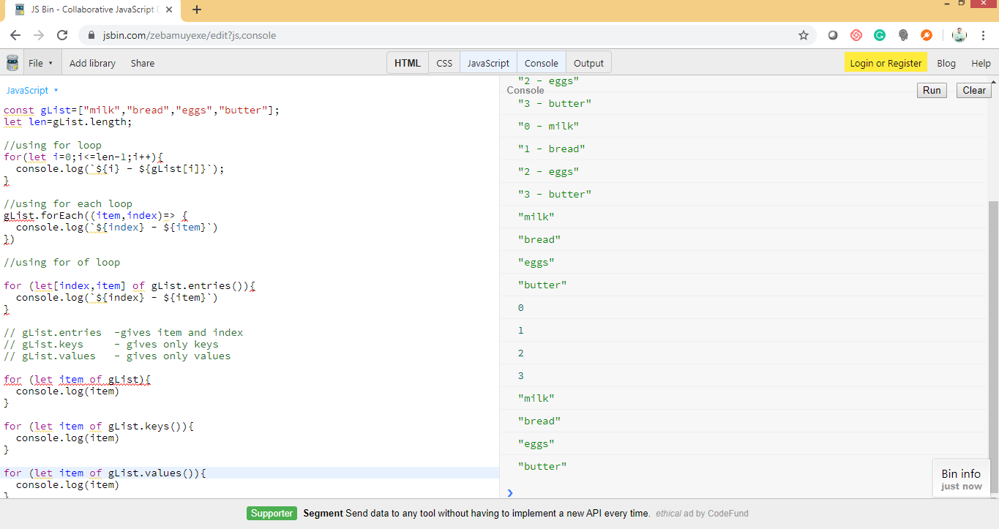 JS Bin - Collaborative JavaScript D
jsbin.com/zebamuyexe/edit?js,console
File Add library Share HTML CSS JavaScript Console Output Login or Register Blog Help
JavaScript
const gList=["milk","bread","eggs","butter"];
let len=gList.length;
//using for loop
for(let i=0;i<=len-1;i++){
  console.log(`${i} - ${gList[i]}`);
}
//using for each loop
gList.forEach((item,index)=> {
  console.log(`${index} - ${item}`)
})
//using for of loop
for (let[index,item] of gList.entries()){
  console.log(`${index} - ${item}`)
}
// gList.entries  -gives item and index
// gList.keys     - gives only keys
// gList.values   - gives only values
for (let item of gList){
  console.log(item)
}
for (let item of gList.keys()){
  console.log(item)
}
for (let item of gList.values()){
  console.log(item)
}
Console
Run Clear
"2 - eggs"
"3 - butter"
"0 - milk"
"1 - bread"
"2 - eggs"
"3 - butter"
"milk"
"bread"
"eggs"
"butter"
0
1
2
3
"milk"
"bread"
"eggs"
"butter"
Bin info
just now
Supporter Segment Send data to any tool without having to implement a new API every time. ethical ad by CodeFund